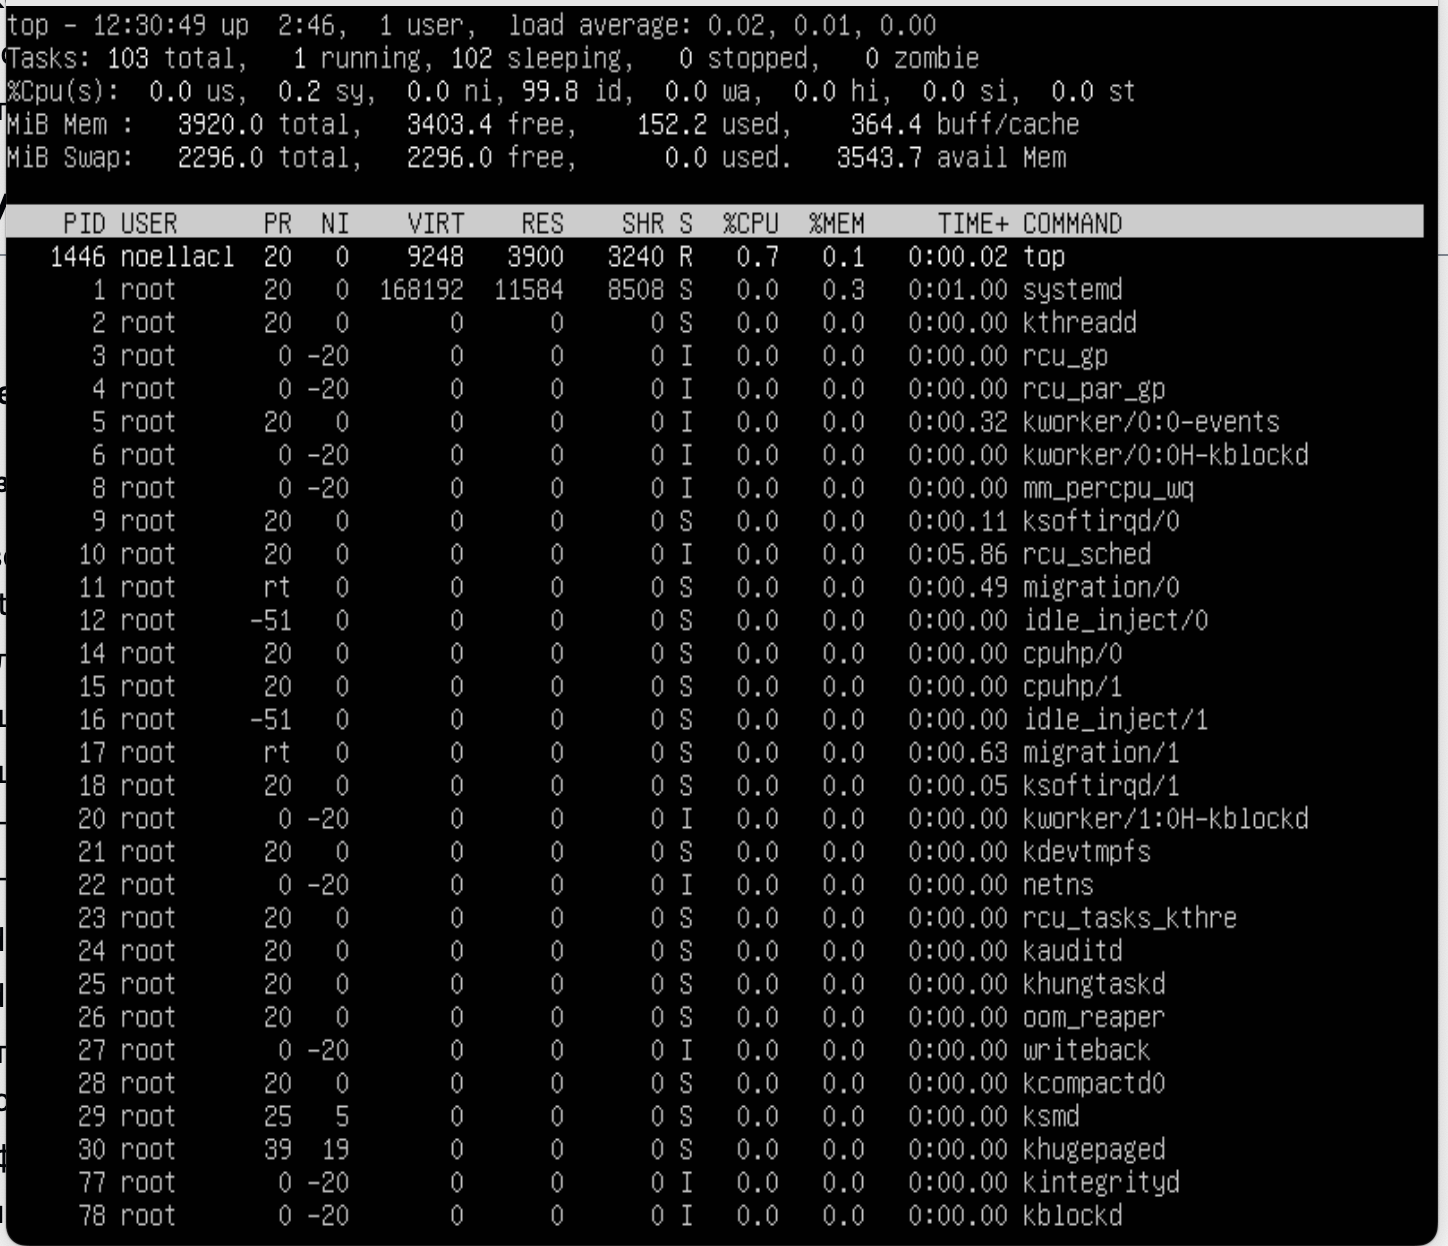 top - 12:30:49 up  2:46,  1 user,  load average: 0.02, 0.01, 0.00
Tasks: 103 total,   1 running, 102 sleeping,   0 stopped,   0 zombie
%Cpu(s):  0.0 us,  0.2 sy,  0.0 ni, 99.8 id,  0.0 wa,  0.0 hi,  0.0 si,  0.0 st
MiB Mem :   3920.0 total,   3403.4 free,    152.2 used,    364.4 buff/cache
MiB Swap:   2296.0 total,   2296.0 free,      0.0 used.   3543.7 avail Mem
PID USER      PR  NI    VIRT    RES    SHR S  %CPU  %MEM     TIME+ COMMAND
1446 noellacl  20   0    9248   3900   3240 R   0.7   0.1   0:00.02 top
1 root      20   0  168192  11584   8508 S   0.0   0.3   0:01.00 systemd
2 root      20   0       0      0      0 S   0.0   0.0   0:00.00 kthreadd
3 root       0 -20       0      0      0 I   0.0   0.0   0:00.00 rcu_gp
4 root       0 -20       0      0      0 I   0.0   0.0   0:00.00 rcu_par_gp
5 root      20   0       0      0      0 I   0.0   0.0   0:00.32 kworker/0:0-events
6 root       0 -20       0      0      0 I   0.0   0.0   0:00.00 kworker/0:0H-kblockd
8 root       0 -20       0      0      0 I   0.0   0.0   0:00.00 mm_percpu_wq
9 root      20   0       0      0      0 S   0.0   0.0   0:00.11 ksoftirqd/0
10 root      20   0       0      0      0 I   0.0   0.0   0:05.86 rcu_sched
11 root      rt   0       0      0      0 S   0.0   0.0   0:00.49 migration/0
12 root     -51   0       0      0      0 S   0.0   0.0   0:00.00 idle_inject/0
14 root      20   0       0      0      0 S   0.0   0.0   0:00.00 cpuhp/0
15 root      20   0       0      0      0 S   0.0   0.0   0:00.00 cpuhp/1
16 root     -51   0       0      0      0 S   0.0   0.0   0:00.00 idle_inject/1
17 root      rt   0       0      0      0 S   0.0   0.0   0:00.63 migration/1
18 root      20   0       0      0      0 S   0.0   0.0   0:00.05 ksoftirqd/1
20 root       0 -20       0      0      0 I   0.0   0.0   0:00.00 kworker/1:0H-kblockd
21 root      20   0       0      0      0 S   0.0   0.0   0:00.00 kdevtmpfs
22 root       0 -20       0      0      0 I   0.0   0.0   0:00.00 netns
23 root      20   0       0      0      0 S   0.0   0.0   0:00.00 rcu_tasks_kthre
24 root      20   0       0      0      0 S   0.0   0.0   0:00.00 kauditd
25 root      20   0       0      0      0 S   0.0   0.0   0:00.00 khungtaskd
26 root      20   0       0      0      0 S   0.0   0.0   0:00.00 oom_reaper
27 root       0 -20       0      0      0 I   0.0   0.0   0:00.00 writeback
28 root      20   0       0      0      0 S   0.0   0.0   0:00.00 kcompactd0
29 root      25   5       0      0      0 S   0.0   0.0   0:00.00 ksmd
30 root      39  19       0      0      0 S   0.0   0.0   0:00.00 khugepaged
77 root       0 -20       0      0      0 I   0.0   0.0   0:00.00 kintegrityd
78 root       0 -20       0      0      0 I   0.0   0.0   0:00.00 kblockd